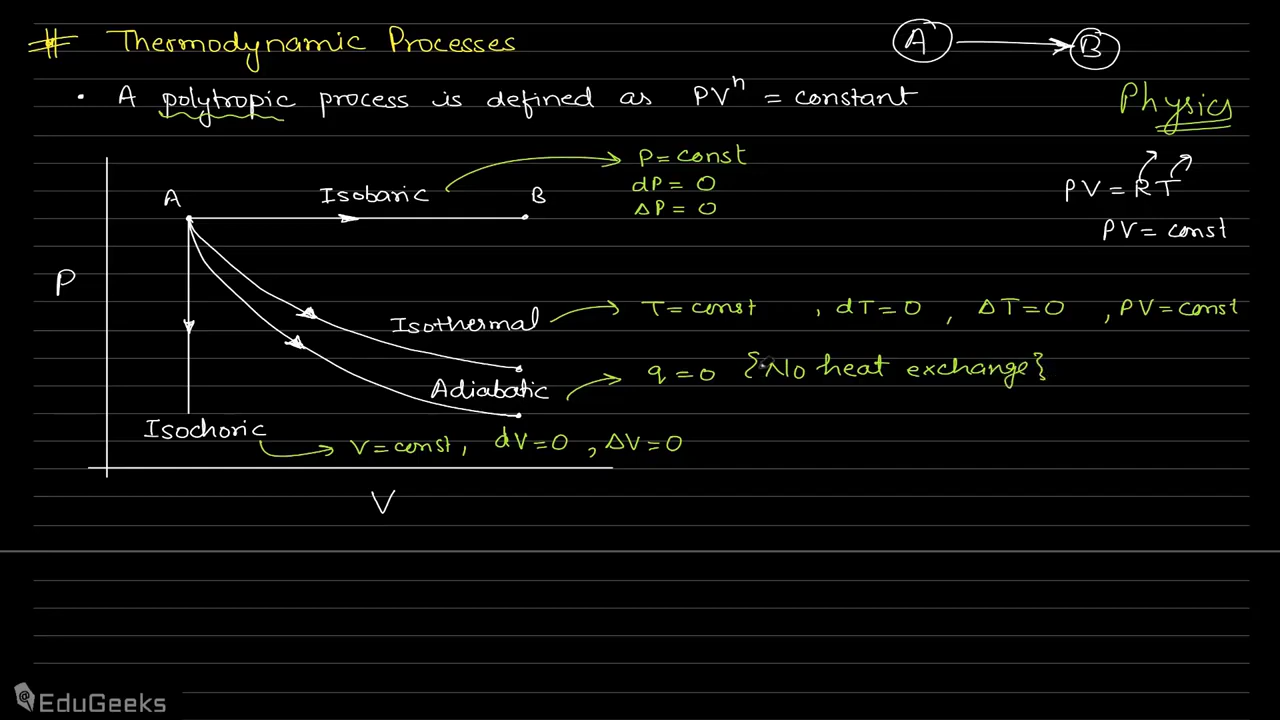 # Thermodynamic Processes
A → B
• A polytropic process is defined as PVⁿ = constant
Physics
PV = RT
PV = const
P = const
dP = 0
ΔP = 0
A Isobaric B
P
Isothermal
T = const , dT = 0 , ΔT = 0 , PV = const
Adiabatic
q = 0 {No heat exchange}
Isochoric
V = const, dV = 0 , ΔV = 0
V
EduGeeks